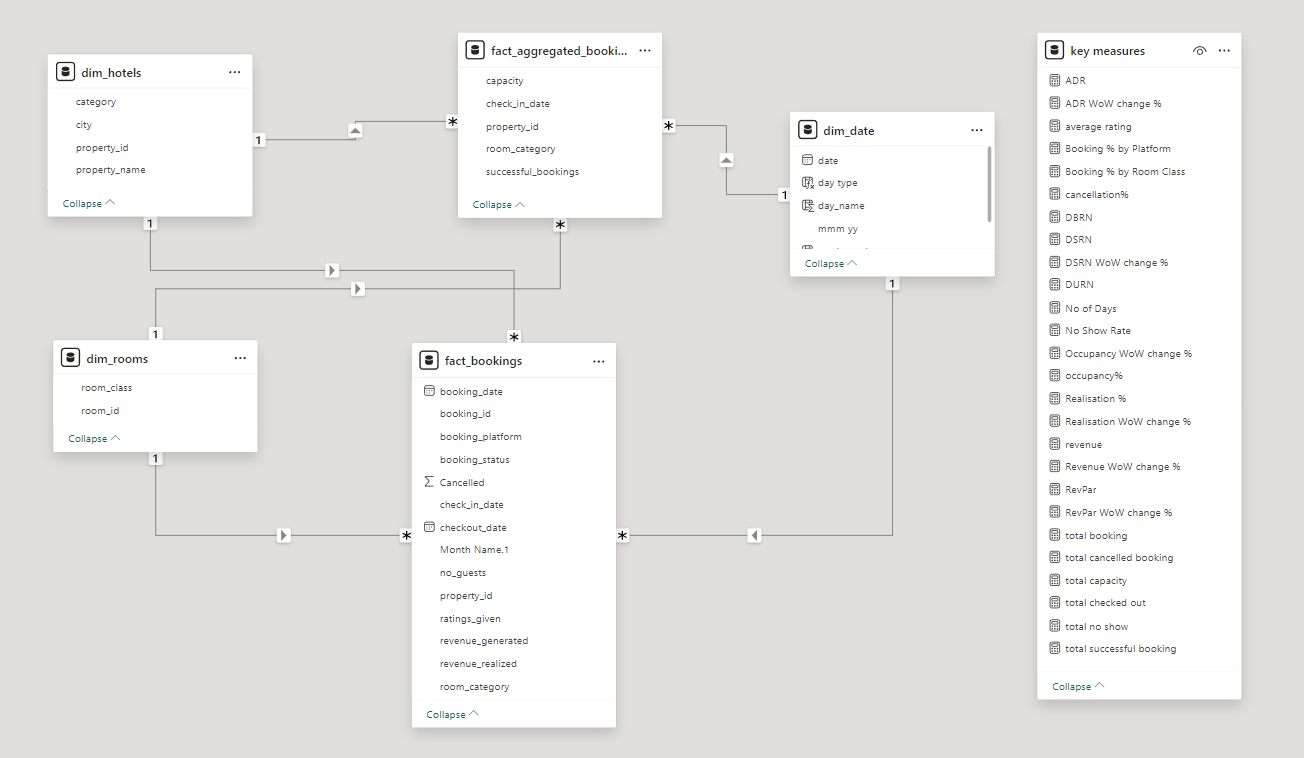 dim_hotels
category
city
property_id
property_name
Collapse
fact_aggregated_booki...
capacity
check_in_date
property_id
room_category
successful_bookings
Collapse
dim_date
date
day type
day_name
mmm yy
Collapse
key measures
ADR
ADR WoW change %
average rating
Booking % by Platform
Booking % by Room Class
cancellation%
DBRN
DSRN
DSRN WoW change %
DURN
No of Days
No Show Rate
Occupancy WoW change %
occupancy%
Realisation %
Realisation WoW change %
revenue
Revenue WoW change %
RevPar
RevPar WoW change %
total booking
total cancelled booking
total capacity
total checked out
total no show
total successful booking
Collapse
1
*
*
1
1
*
1
1
*
dim_rooms
room_class
room_id
Collapse
1
*
*
fact_bookings
booking_date
booking_id
booking_platform
booking_status
Cancelled
check_in_date
checkout_date
Month Name.1
no_guests
property_id
ratings_given
revenue_generated
revenue_realized
room_category
Collapse